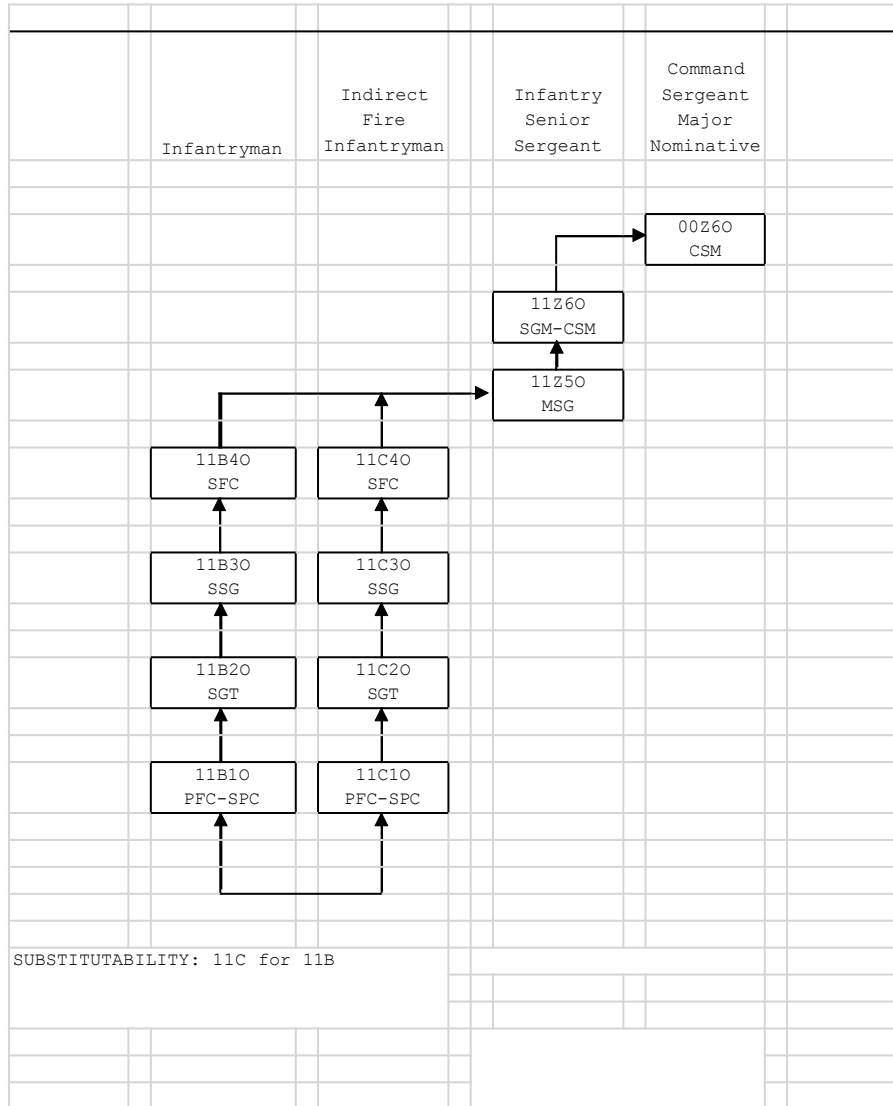 Command
Indirect Infantry Sergeant
Fire Senior Major
Infantryman Infantryman Sergeant Nominative
00Z6O
CSM
11Z6O
SGM-CSM
11Z5O
MSG
11B4O 11C4O
SFC SFC
11B3O 11C3O
SSG SSG
11B2O 11C2O
SGT SGT
11B1O 11C1O
PFC-SPC PFC-SPC
SUBSTITUTABILITY: 11C for 11B